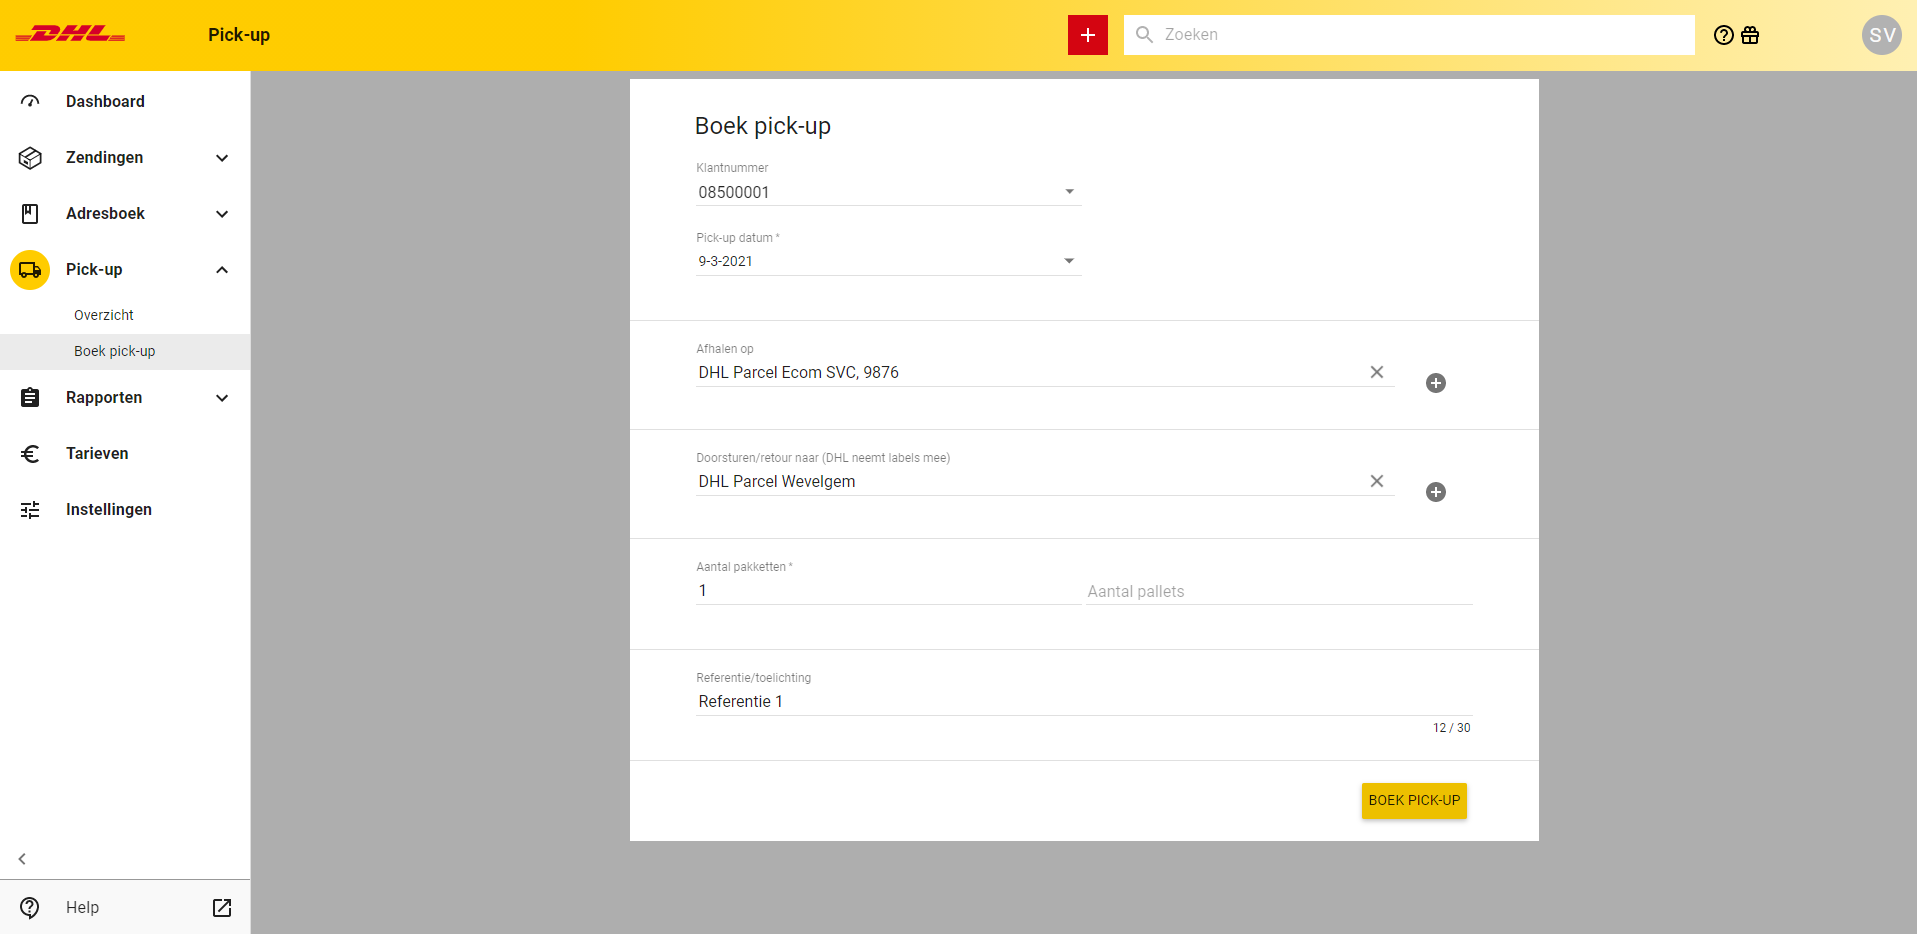 DHL
Pick-up
Zoeken
SV
Dashboard
Zendingen
Adresboek
Pick-up
Overzicht
Boek pick-up
Rapporten
Tarieven
Instellingen
Help
Boek pick-up
Klantnummer
08500001
Pick-up datum *
9-3-2021
Afhalen op
DHL Parcel Ecom SVC, 9876
Doorsturen/retour naar (DHL neemt labels mee)
DHL Parcel Wevelgem
Aantal pakketten *
1
Aantal pallets
Referentie/toelichting
Referentie 1
12 / 30
BOEK PICK-UP